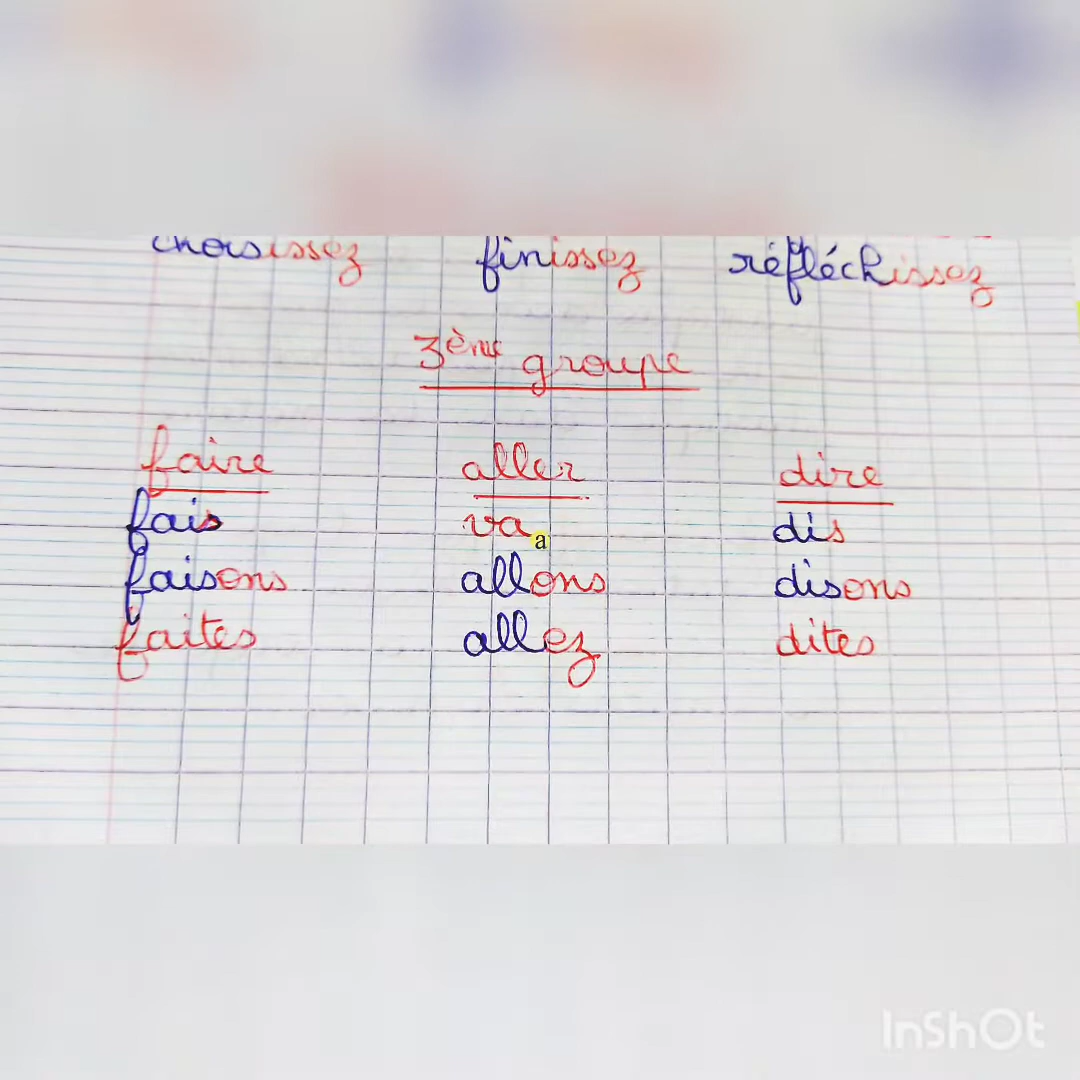 choisissez finissez réfléchissez
3ème groupe
faire aller dire
fais va a dis
faisons allons disons
faites allez dites
InShOt